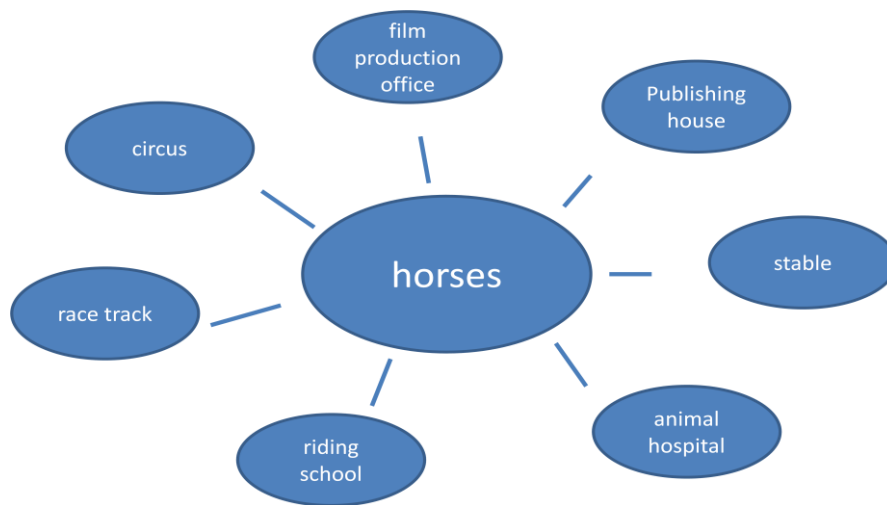 film
production
office
Publishing
house
circus
horses
stable
race track
animal
hospital
riding
school